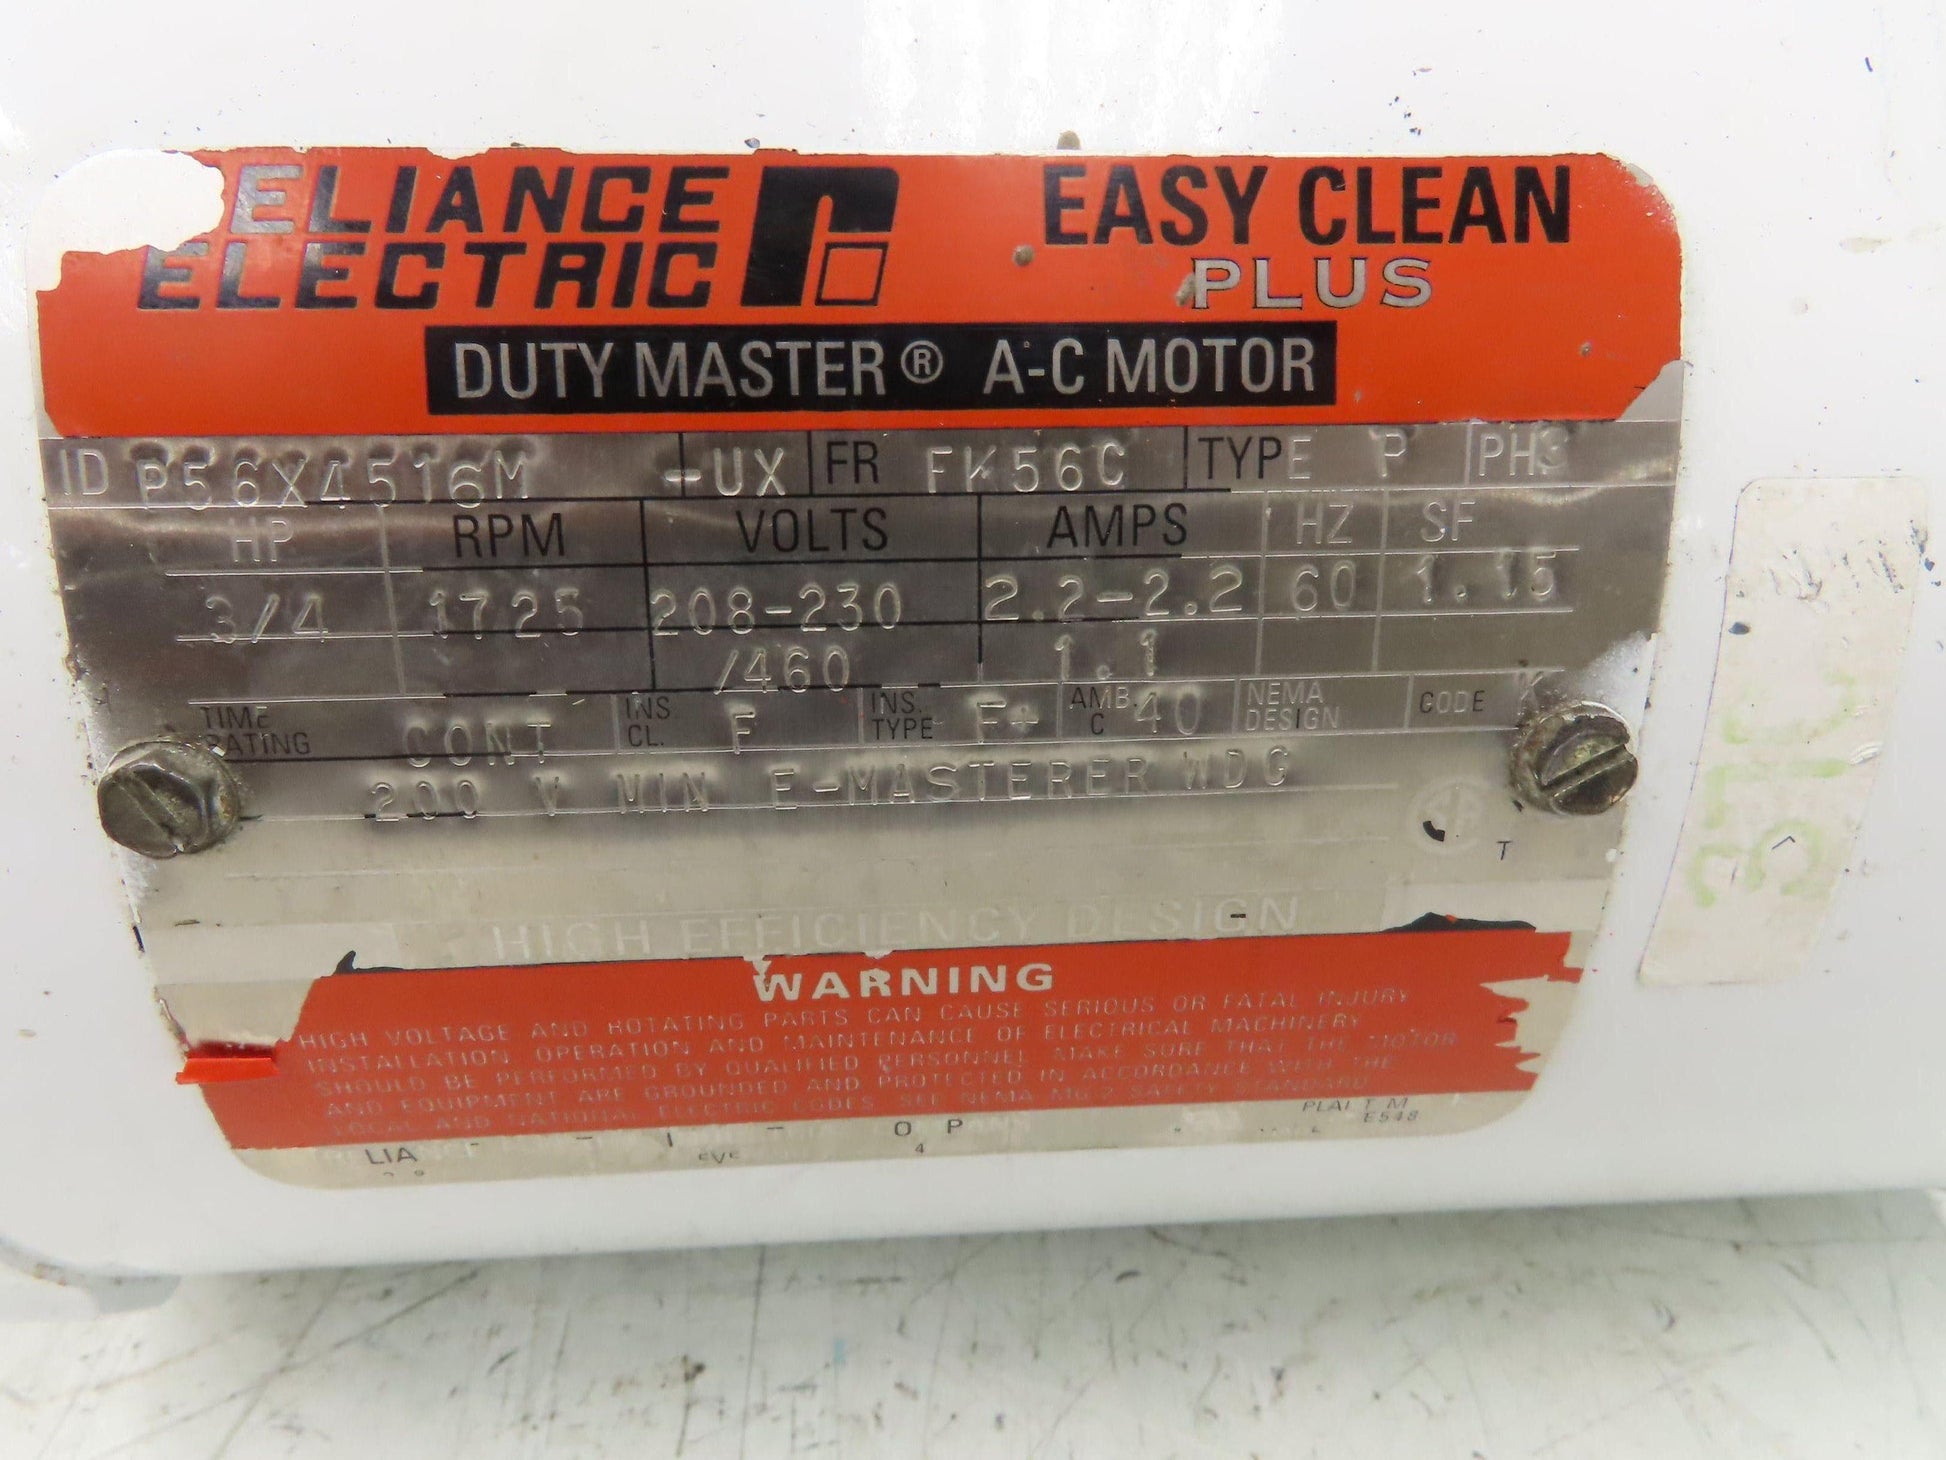 ELIANCE
ELECTRIC
EASY CLEAN
PLUS
DUTY MASTER® A-C MOTOR
ID P56X4516M -UX FR FK56C TYPE P PH3
HP RPM VOLTS AMPS HZ SF
3/4 1725 208-230 2.2-2.2 60 1.15
/460 1.1
TIME RATING CONT INS. CL. F INS. TYPE F+ AMB. C 40 NEMA DESIGN CODE K
200 V MIN E-MASTERER WDG
HIGH EFFICIENCY DESIGN
WARNING
HIGH VOLTAGE AND ROTATING PARTS CAN CAUSE SERIOUS OR FATAL INJURY
INSTALLATION, OPERATION AND MAINTENANCE OF ELECTRICAL MACHINERY
SHOULD BE PERFORMED BY QUALIFIED PERSONNEL MAKE SURE THAT THE MOTOR
AND EQUIPMENT ARE GROUNDED AND PROTECTED IN ACCORDANCE WITH THE
LOCAL AND NATIONAL ELECTRIC CODES SEE NEMA MG-2 SAFETY STANDARD